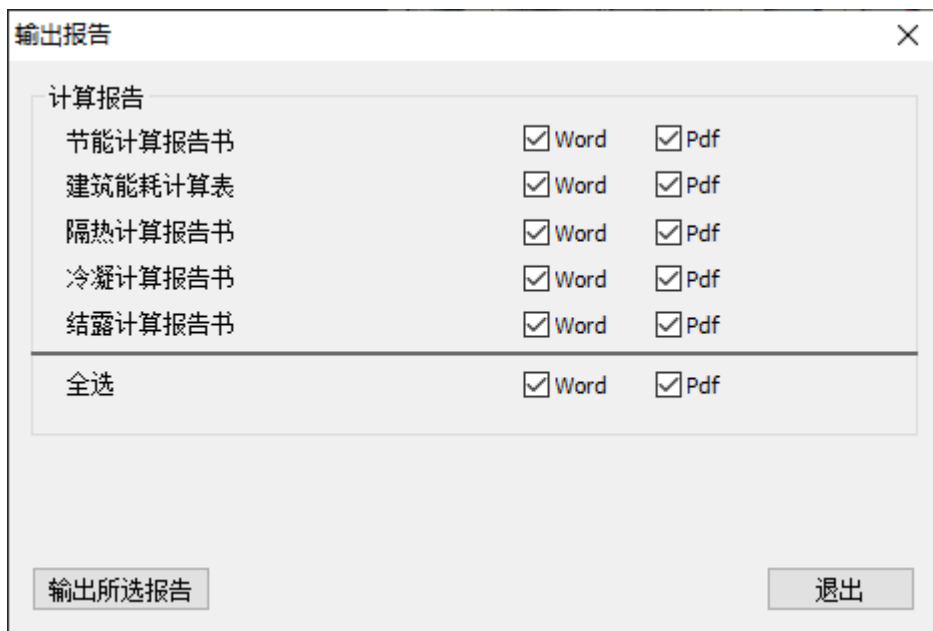 输出报告
计算报告
节能计算报告书 Word Pdf
建筑能耗计算表 Word Pdf
隔热计算报告书 Word Pdf
冷凝计算报告书 Word Pdf
结露计算报告书 Word Pdf
全选 Word Pdf
输出所选报告 退出